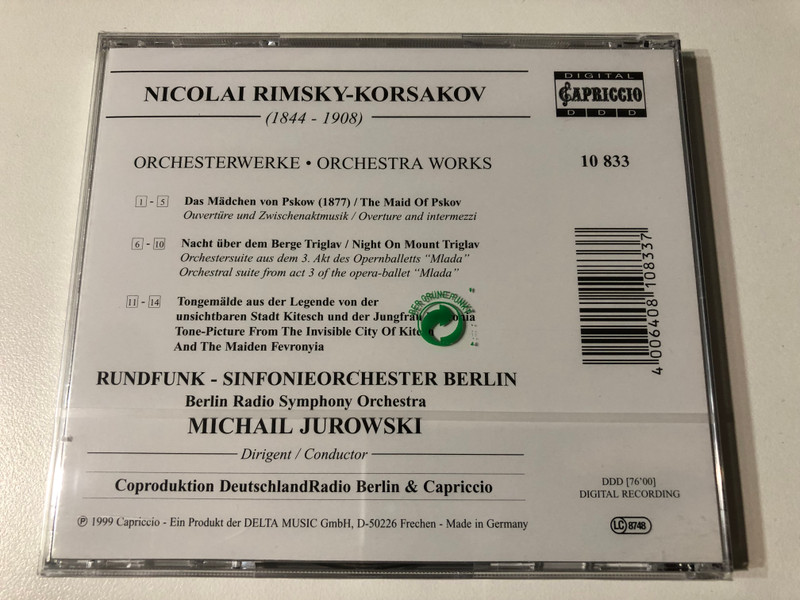 DIGITAL
CAPRICCIO
D D D
NICOLAI RIMSKY-KORSAKOV
(1844 - 1908)
ORCHESTERWERKE • ORCHESTRA WORKS
10 833
1 - 5 Das Mädchen von Pskow (1877) / The Maid Of Pskov
Ouvertüre und Zwischenaktmusik / Overture and intermezzi
6 - 10 Nacht über dem Berge Triglav / Night On Mount Triglav
Orchestersuite aus dem 3. Akt des Opernballetts “Mlada”
Orchestral suite from act 3 of the opera-ballet “Mlada”
11 - 14 Tongemälde aus der Legende von der
unsichtbaren Stadt Kitesch und der Jungfrau
Tone-Picture From The Invisible City Of
And The Maiden Fevronyia
DER GRÜNE PUNKT
4 006408 108337
RUNDFUNK - SINFONIEORCHESTER BERLIN
Berlin Radio Symphony Orchestra
MICHAIL JUROWSKI
Dirigent / Conductor
Coproduktion DeutschlandRadio Berlin & Capriccio
DDD [76'00]
DIGITAL RECORDING
℗ 1999 Capriccio - Ein Produkt der DELTA MUSIC GmbH, D-50226 Frechen - Made in Germany
LC 8748